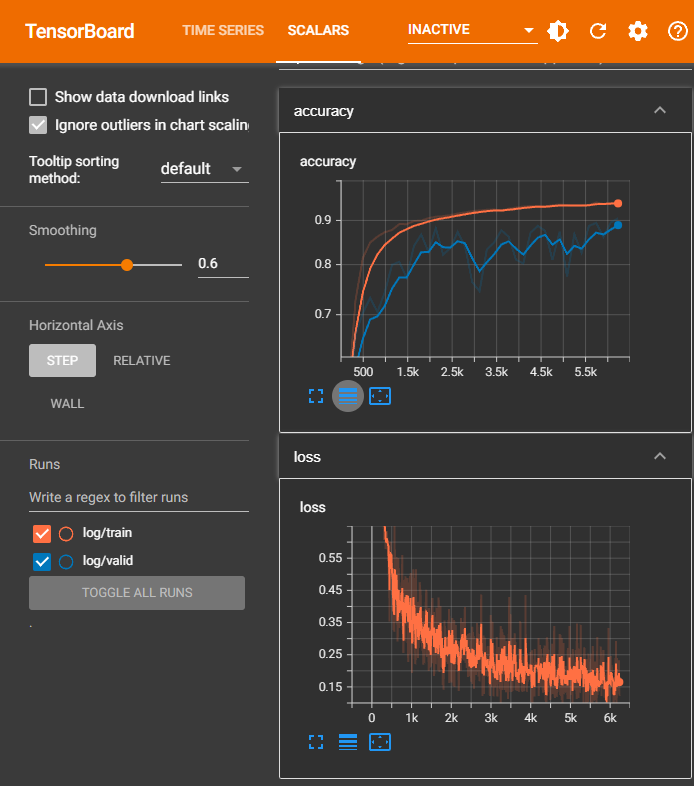 TensorBoard TIME SERIES SCALARS INACTIVE
Show data download links
Ignore outliers in chart scaling
Tooltip sorting
method: default
Smoothing
0.6
Horizontal Axis
STEP RELATIVE
WALL
Runs
Write a regex to filter runs
log/train
log/valid
TOGGLE ALL RUNS
.
accuracy
accuracy
0.9
0.8
0.7
500 1.5k 2.5k 3.5k 4.5k 5.5k
loss
loss
0.55
0.45
0.35
0.25
0.15
0 1k 2k 3k 4k 5k 6k